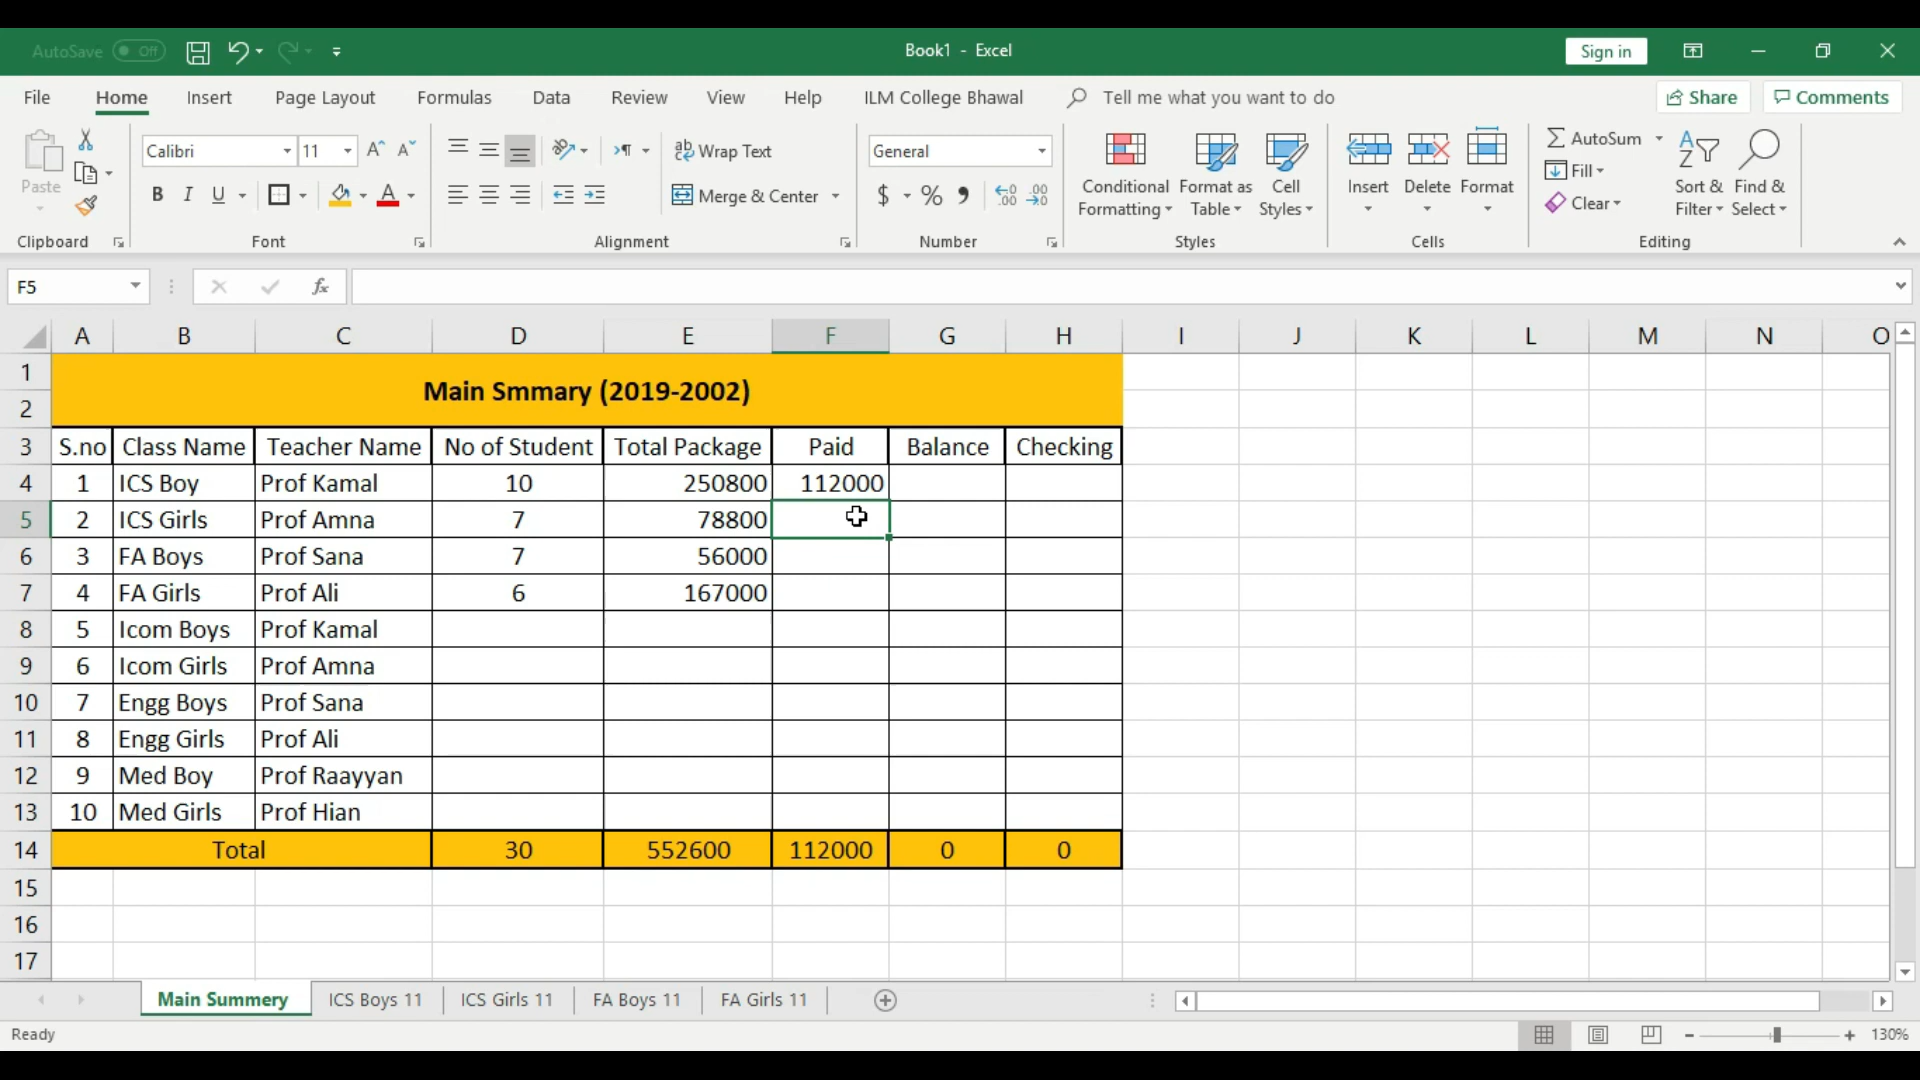 AutoSave Off Book1 - Excel Sign in
File Home Insert Page Layout Formulas Data Review View Help ILM College Bhawal Tell me what you want to do Share Comments
Calibri 11 Wrap Text General AutoSum
Paste B I U Merge & Center $ % Conditional Formatting Format as Table Cell Styles Insert Delete Format Fill Clear Sort & Filter Find & Select
Clipboard Font Alignment Number Styles Cells Editing
F5 fx
A B C D E F G H I J K L M N O
1 Main Smmary (2019-2002)
2
3 S.no Class Name Teacher Name No of Student Total Package Paid Balance Checking
4 1 ICS Boy Prof Kamal 10 250800 112000
5 2 ICS Girls Prof Amna 7 78800
6 3 FA Boys Prof Sana 7 56000
7 4 FA Girls Prof Ali 6 167000
8 5 Icom Boys Prof Kamal
9 6 Icom Girls Prof Amna
10 7 Engg Boys Prof Sana
11 8 Engg Girls Prof Ali
12 9 Med Boy Prof Raayyan
13 10 Med Girls Prof Hian
14 Total 30 552600 112000 0 0
15
16
17
Main Summery ICS Boys 11 ICS Girls 11 FA Boys 11 FA Girls 11
Ready 130%